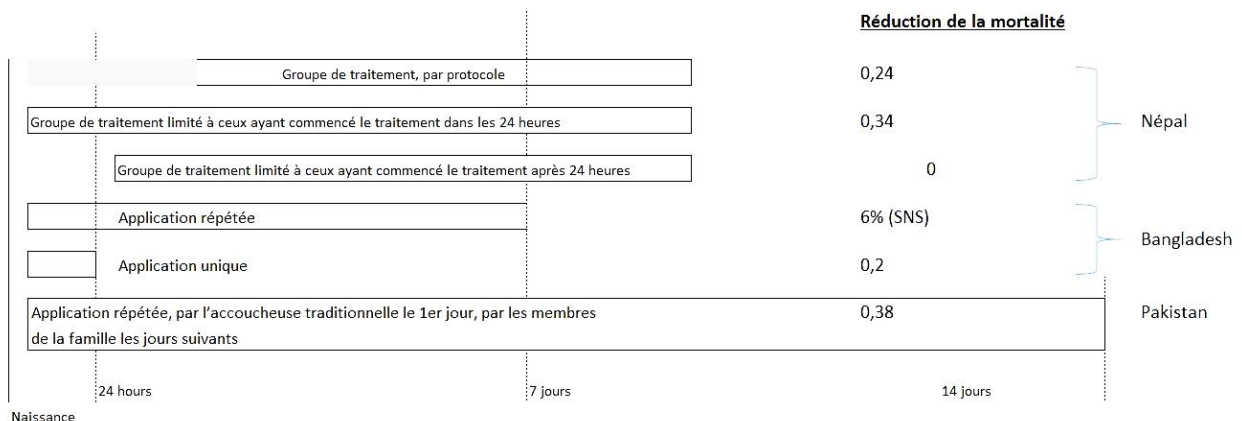 Réduction de la mortalité
Groupe de traitement, par protocole
0,24
Groupe de traitement limité à ceux ayant commencé le traitement dans les 24 heures
0,34
Népal
Groupe de traitement limité à ceux ayant commencé le traitement après 24 heures
0
Application répétée
6% (SNS)
Bangladesh
Application unique
0,2
Application répétée, par l'accoucheuse traditionnelle le 1er jour, par les membres
de la famille les jours suivants
0,38
Pakistan
24 hours
7 jours
14 jours
Naissance